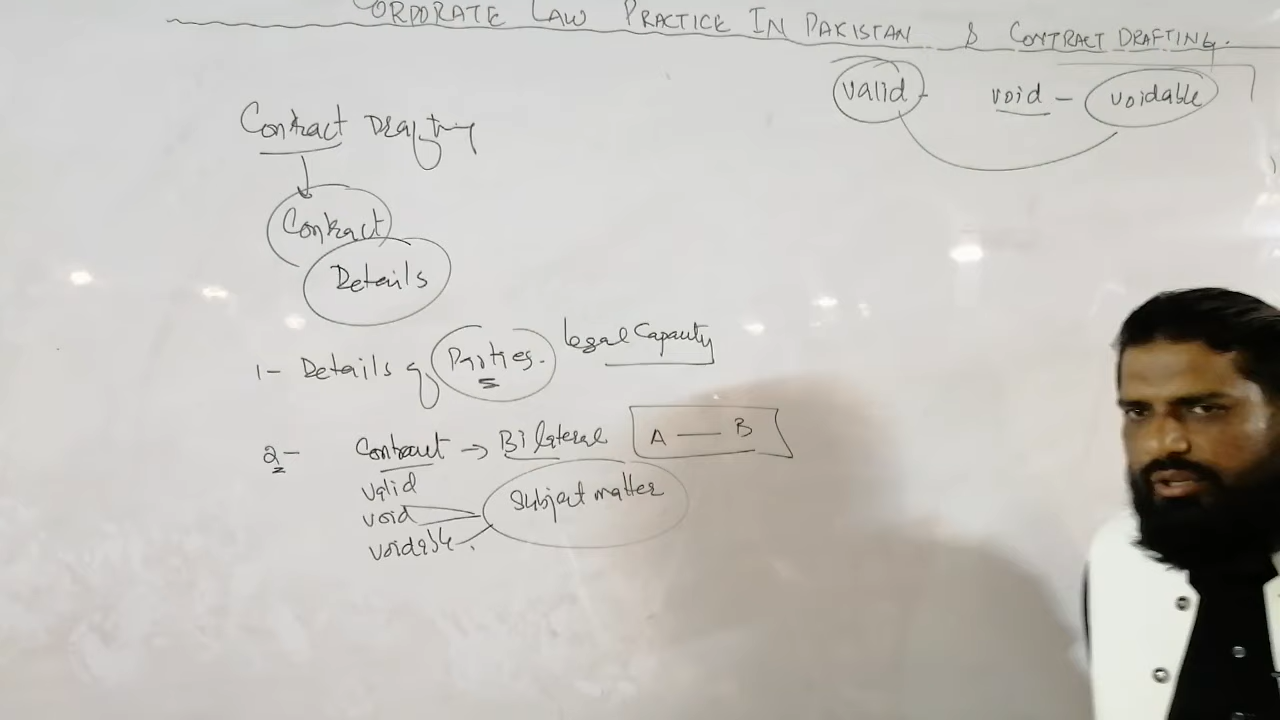 CORPORATE LAW PRACTICE IN PAKISTAN & CONTRACT DRAFTING.
valid - void - voidable
Contract Drafting
Contract
Details
1- Details of Parties. legal Capacity
2- Contract → Bilateral A — B
valid
void
voidable
Subject matter